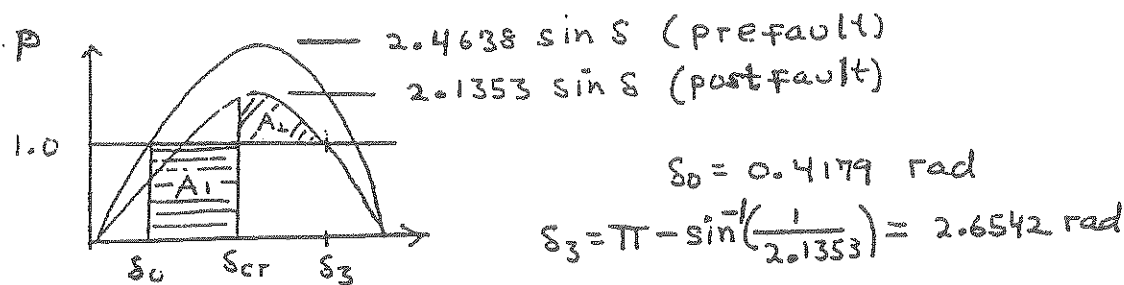 P
2.4638 sin δ (prefault)
2.1353 sin δ (postfault)
1.0
A1
A2
δ0 = 0.4179 rad
δ3 = π - sin⁻¹(1/2.1353) = 2.6542 rad
δ0 δcr δ3